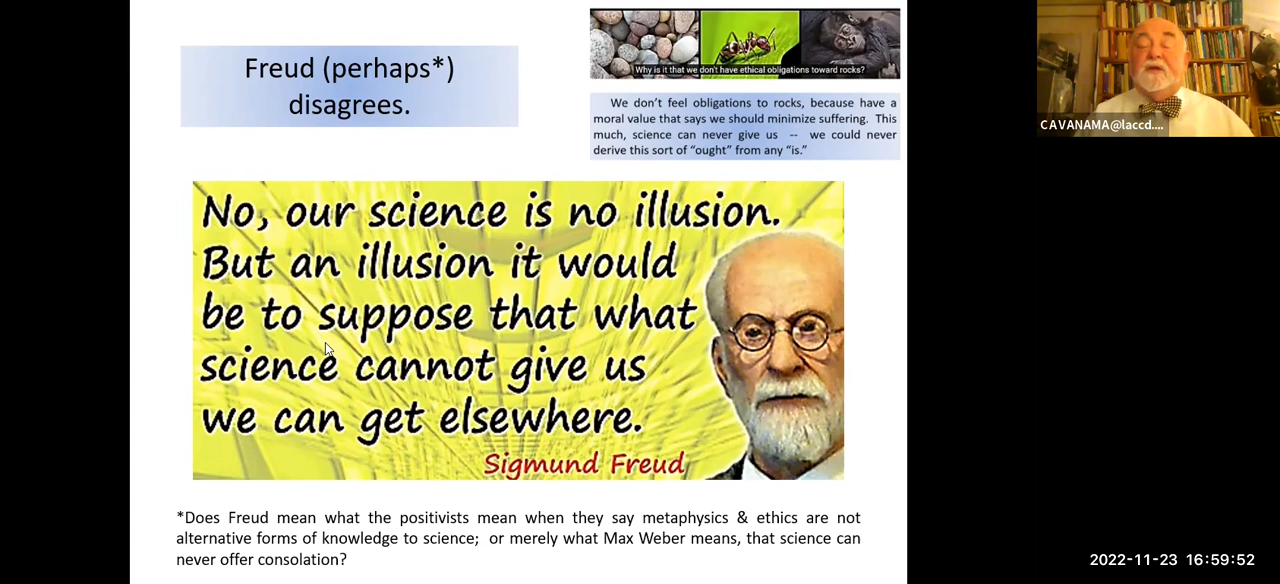 Freud (perhaps*)
disagrees.
Why is it that we don't have ethical obligations toward rocks?
We don't feel obligations to rocks, because have a
moral value that says we should minimize suffering. This
much, science can never give us -- we could never
derive this sort of “ought” from any “is.”
No, our science is no illusion.
But an illusion it would
be to suppose that what
science cannot give us
we can get elsewhere.
Sigmund Freud
*Does Freud mean what the positivists mean when they say metaphysics & ethics are not
alternative forms of knowledge to science; or merely what Max Weber means, that science can
never offer consolation?
CAVANAMA@laccd....
2022-11-23 16:59:52